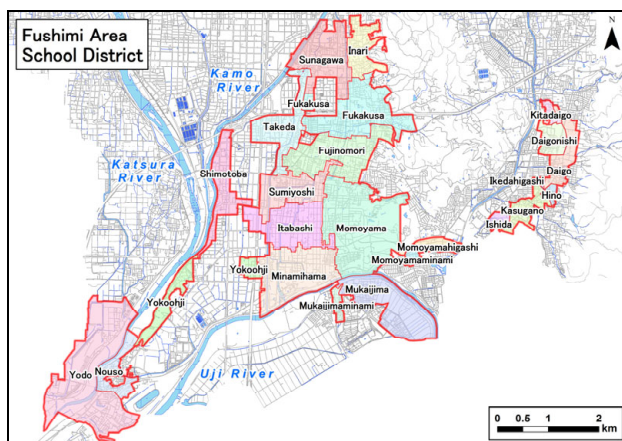 Fushimi Area
School District
N
Inari
Sunagawa
Kamo
River
Fukakusa
Fukakusa
Takeda
Kitadaigo
Daigonishi
Fujinomori
Katsura
River
Shimotoba
Daigo
Ikedahigashi
Sumiyoshi
Hino
Kasugano
Itabashi
Momoyama
Ishida
Momoyamahigashi
Momoyamaminami
Yokoohji
Minamihama
Mukaijima
Yokoohji
Mukaijimaminami
Yodo
Nouso
Uji River
0 0.5 1 2
km